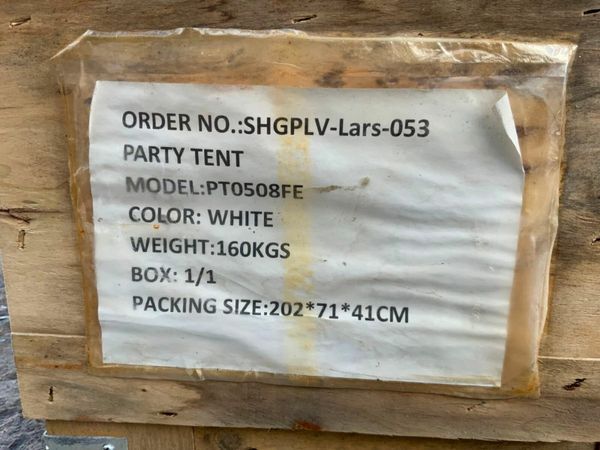 ORDER NO.:SHGPLV-Lars-053
PARTY TENT
MODEL:PT0508FE
COLOR: WHITE
WEIGHT:160KGS
BOX: 1/1
PACKING SIZE:202*71*41CM